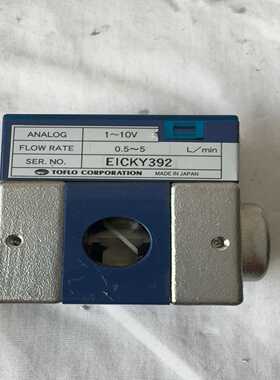 ANALOG 1～10V
FLOW RATE 0.5～5 L/min
SER. NO. EICKY392
TOFLO CORPORATION MADE IN JAPAN